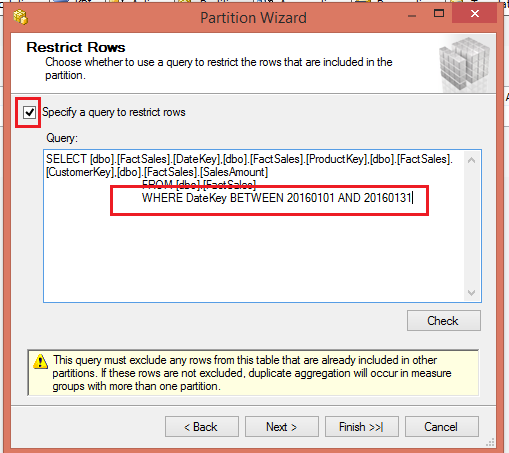 Partition Wizard
Restrict Rows
Choose whether to use a query to restrict the rows that are included in the
partition.
Specify a query to restrict rows
Query:
SELECT [dbo].[FactSales].[DateKey],[dbo].[FactSales].[ProductKey],[dbo].[FactSales].
[CustomerKey],[dbo].[FactSales].[SalesAmount]
FROM [dbo].[FactSales]
WHERE DateKey BETWEEN 20160101 AND 20160131
Check
This query must exclude any rows from this table that are already included in other
partitions. If these rows are not excluded, duplicate aggregation will occur in measure
groups with more than one partition.
< Back
Next >
Finish >>|
Cancel